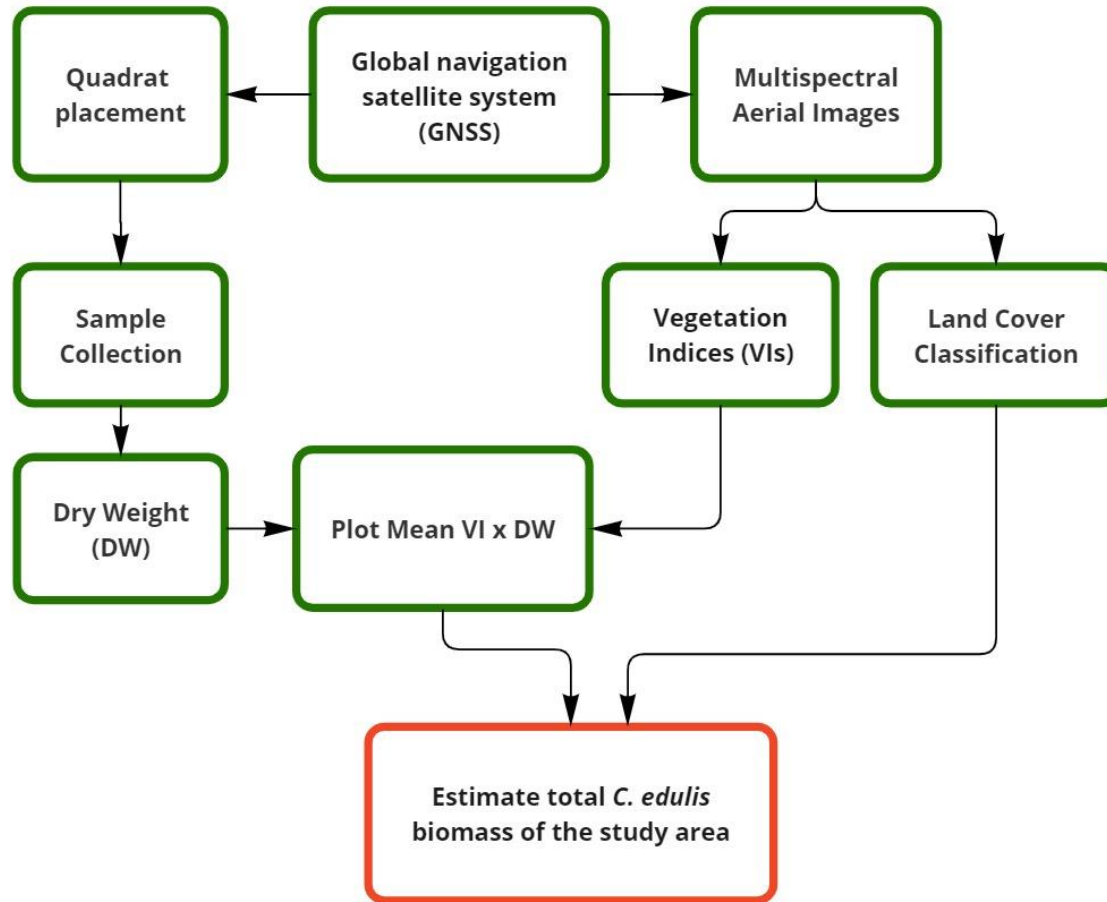 Quadrat
placement
Global navigation
satellite system
(GNSS)
Multispectral
Aerial Images
Sample
Collection
Vegetation
Indices (VIs)
Land Cover
Classification
Dry Weight
(DW)
Plot Mean VI x DW
Estimate total C. edulis
biomass of the study area